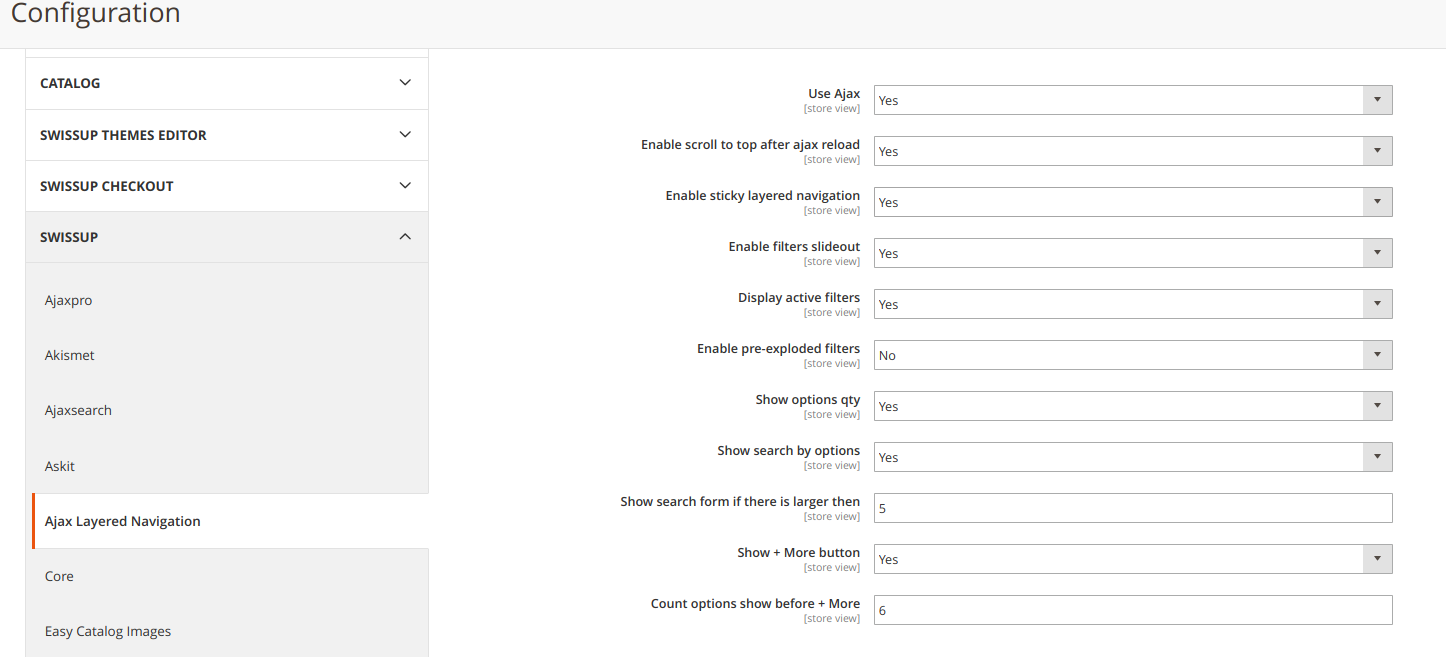 Configuration
CATALOG
SWISSUP THEMES EDITOR
SWISSUP CHECKOUT
SWISSUP
Ajaxpro
Akismet
Ajaxsearch
Askit
Ajax Layered Navigation
Core
Easy Catalog Images
Use Ajax
[store view]
Yes
Enable scroll to top after ajax reload
[store view]
Yes
Enable sticky layered navigation
[store view]
Yes
Enable filters slideout
[store view]
Yes
Display active filters
[store view]
Yes
Enable pre-exploded filters
[store view]
No
Show options qty
[store view]
Yes
Show search by options
[store view]
Yes
Show search form if there is larger then
[store view]
5
Show + More button
[store view]
Yes
Count options show before + More
[store view]
6